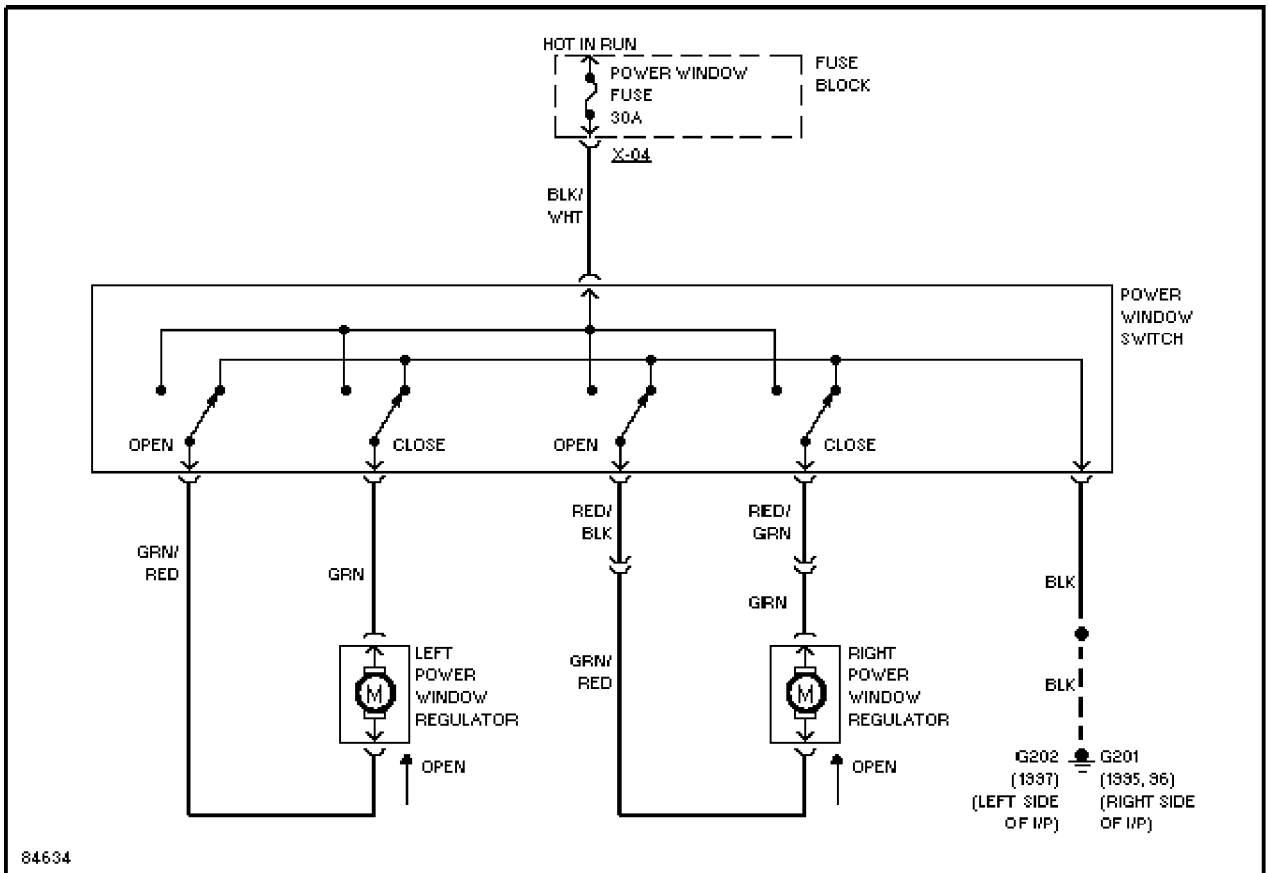 HOT IN RUN
POWER WINDOW
FUSE
30A
FUSE
BLOCK
X-04
BLK/
WHT
POWER
WINDOW
SWITCH
OPEN
CLOSE
OPEN
CLOSE
GRN/
RED
GRN
RED/
BLK
RED/
GRN
BLK
GRN
GRN/
RED
BLK
LEFT
POWER
WINDOW
REGULATOR
M
OPEN
RIGHT
POWER
WINDOW
REGULATOR
M
OPEN
G202
(1997)
(LEFT SIDE
OF I/P)
G201
(1995, 96)
(RIGHT SIDE
OF I/P)
84634